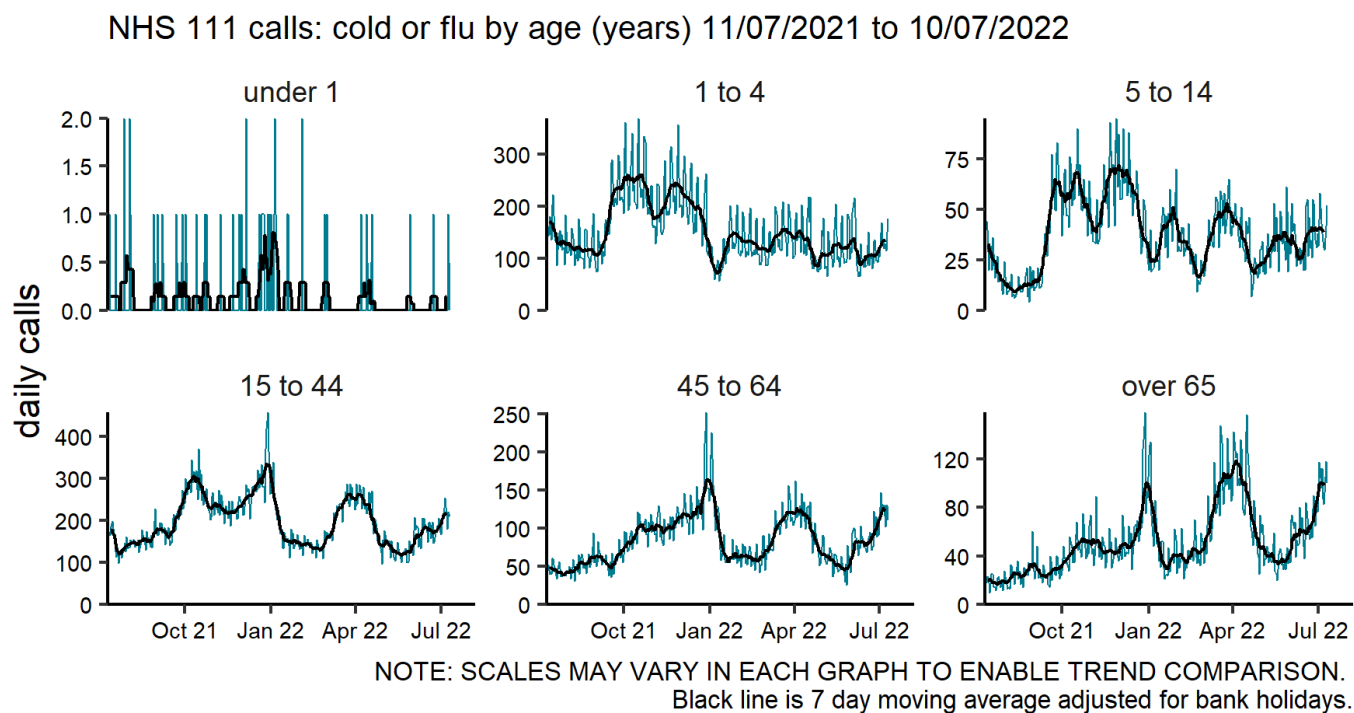 NHS 111 calls: cold or flu by age (years) 11/07/2021 to 10/07/2022
under 1
1 to 4
5 to 14
2.0
1.5
1.0
0.5
0.0
300
200
100
0
75
50
25
0
daily calls
15 to 44
45 to 64
over 65
400
300
200
100
0
250
200
150
100
50
0
120
80
40
0
Oct 21 Jan 22 Apr 22 Jul 22
Oct 21 Jan 22 Apr 22 Jul 22
Oct 21 Jan 22 Apr 22 Jul 22
NOTE: SCALES MAY VARY IN EACH GRAPH TO ENABLE TREND COMPARISON.
Black line is 7 day moving average adjusted for bank holidays.